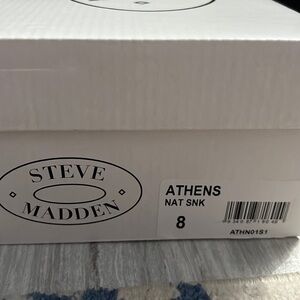 STEVE
MADDEN
ATHENS
NAT SNK
8
ATHN01S1